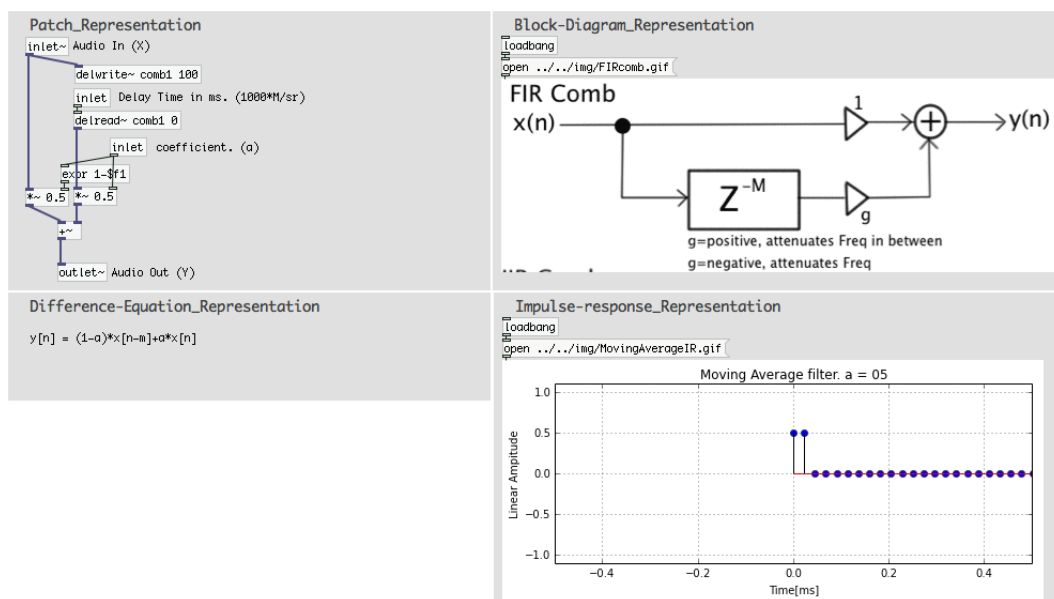 Patch_Representation
inlet~ Audio In (X)
delwrite~ comb1 100
inlet Delay Time in ms. (1000*M/sr)
delread~ comb1 0
inlet coefficient. (a)
expr 1-$f1
*~ 0.5 *~ 0.5
+~
outlet~ Audio Out (Y)
Block-Diagram_Representation
loadbang
open ../../img/FIRcomb.gif
FIR Comb
1
x(n) + y(n)
Z-M
g
g=positive, attenuates Freq in between
g=negative, attenuates Freq
Difference-Equation_Representation
y[n] = (1-a)*x[n-m]+a*x[n]
Impulse-response_Representation
loadbang
open ../../img/MovingAverageIR.gif
Moving Average filter. a = 05
1.0
0.5
0.0
−0.5
−1.0
Linear Ampitude
−0.4 −0.2 0.0 0.2 0.4
Time[ms]